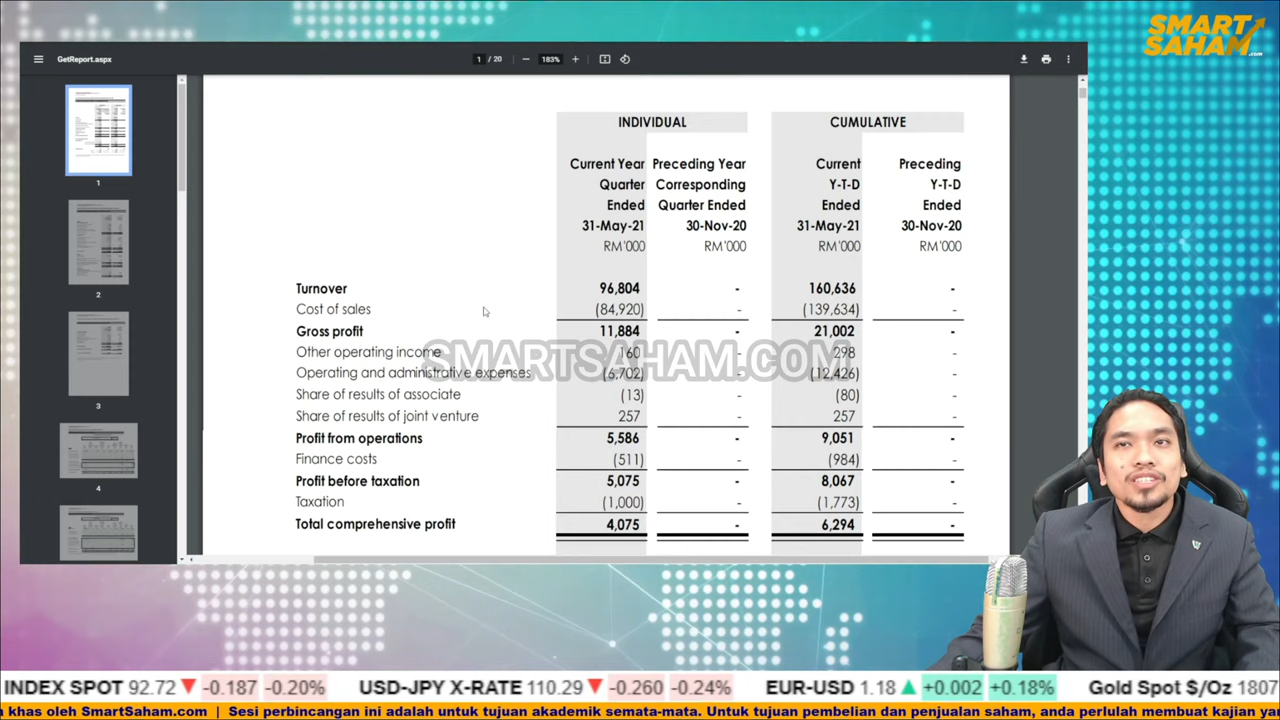 SMART
SAHAM.com
GetReport.aspx
1 / 20
183%
INDIVIDUAL CUMULATIVE
Current Year Preceding Year Current Preceding
Quarter Corresponding Y-T-D Y-T-D
Ended Quarter Ended Ended Ended
31-May-21 30-Nov-20 31-May-21 30-Nov-20
RM'000 RM'000 RM'000 RM'000
Turnover 96,804 - 160,636 -
Cost of sales (84,920) - (139,634) -
Gross profit 11,884 - 21,002 -
Other operating income 160 - 298 -
SMARTSAHAM.COM
Operating and administrative expenses (6,702) - (12,426) -
Share of results of associate (13) - (80) -
Share of results of joint venture 257 - 257 -
Profit from operations 5,586 - 9,051 -
Finance costs (511) - (984) -
Profit before taxation 5,075 - 8,067 -
Taxation (1,000) - (1,773) -
Total comprehensive profit 4,075 - 6,294 -
1
2
3
4
INDEX SPOT 92.72 ▼ -0.187 -0.20% USD-JPY X-RATE 110.29 ▼ -0.260 -0.24% EUR-USD 1.18 ▲ +0.002 +0.18% Gold Spot $/Oz 1807
khas oleh SmartSaham.com | Sesi perbincangan ini adalah untuk tujuan akademik semata-mata. Untuk tujuan pembelian dan penjualan saham, anda perlulah membuat kajian